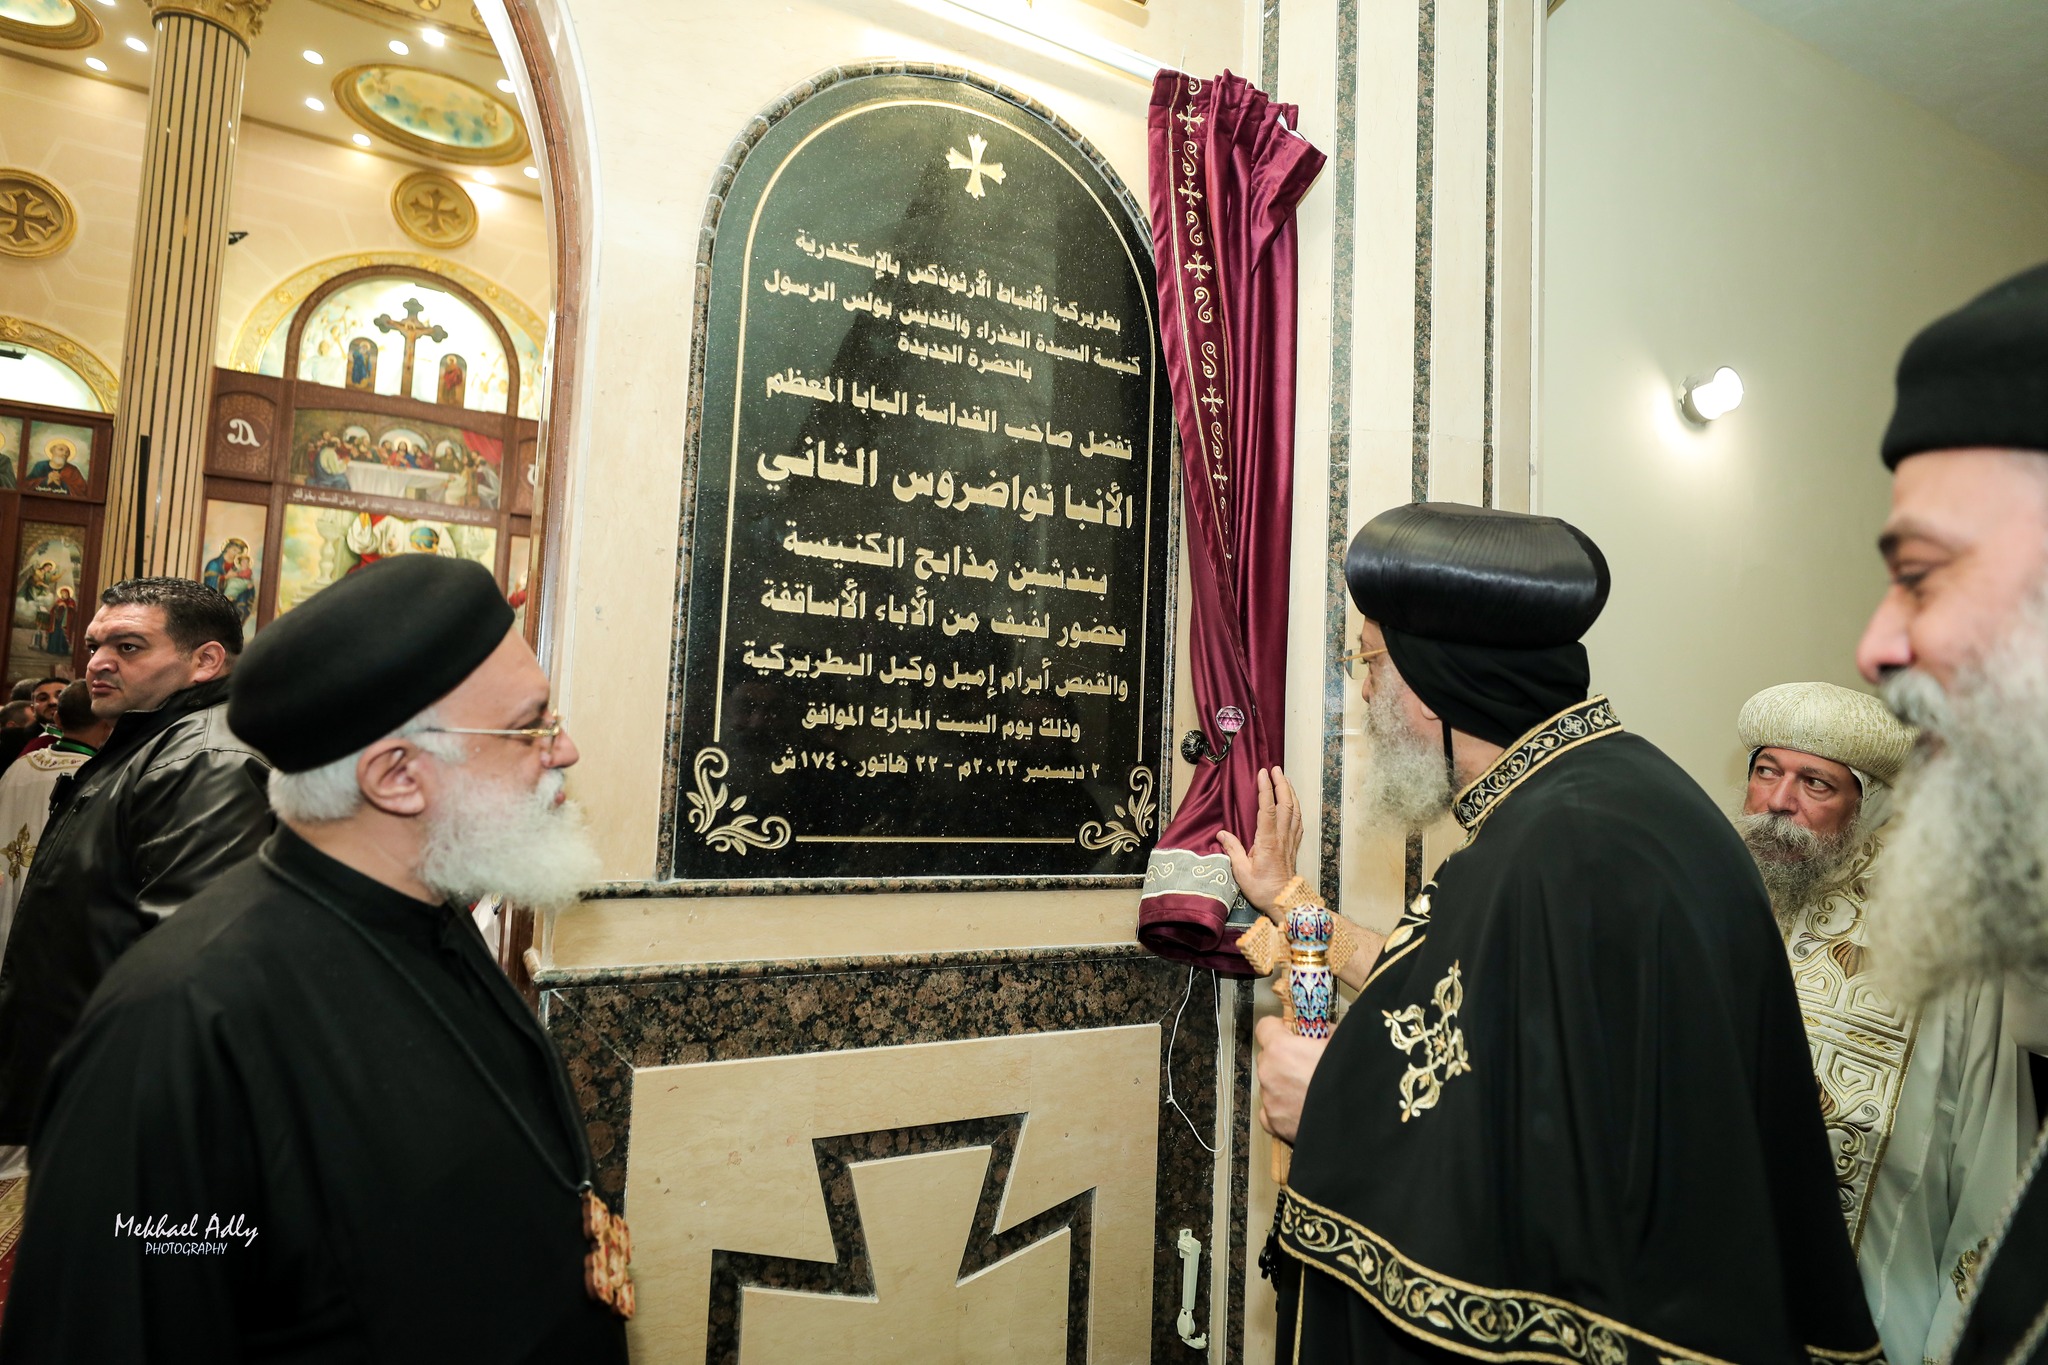 بطريركية الأقباط الأرثوذكس بالإسكندرية
كنيسة السيدة العذراء والقديس بولس الرسول
بالحضرة الجديدة
تفضل صاحب القداسة البابا المعظم
الأنبا تواضروس الثاني
بتدشين مذابح الكنيسة
بحضور لفيف من الأباء الأساقفة
والقمص أبرام إميل وكيل البطريركية
وذلك يوم السبت المبارك الموافق
٢ ديسمبر ٢٠٢٣م - ٢٢ هاتور ١٧٤٠ش
Mekhael Adly
PHOTOGRAPHY